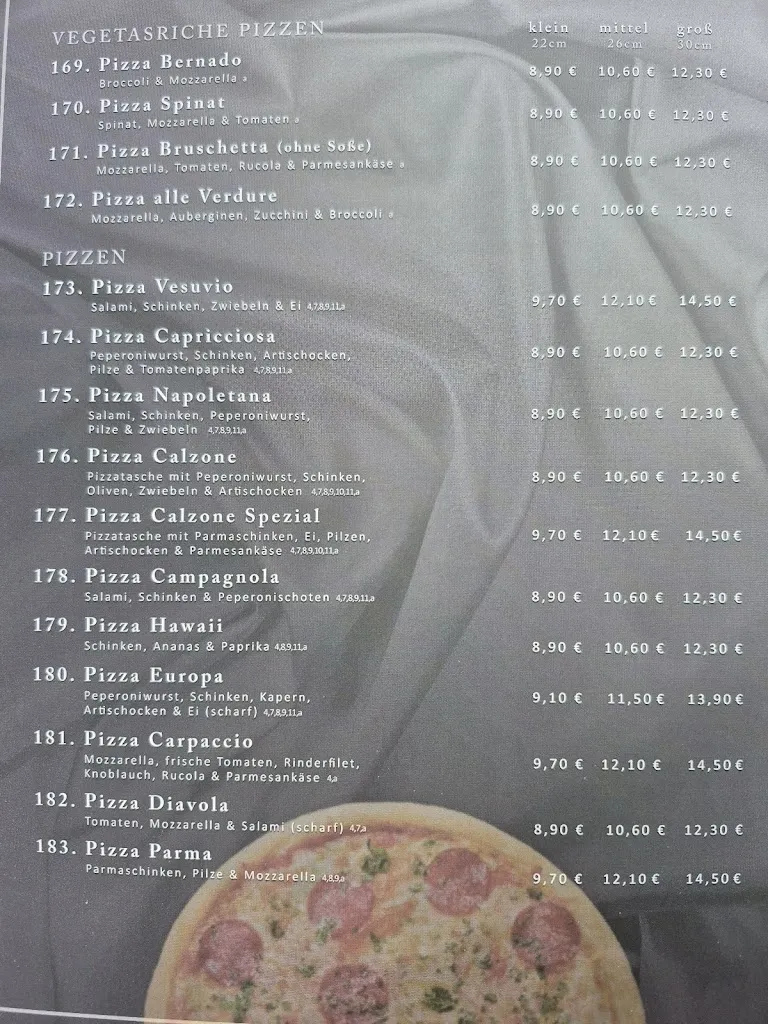 VEGETASRICHE PIZZEN klein mittel groß
22cm 26cm 30cm
169. Pizza Bernado 8,90 € 10,60 € 12,30 €
Broccoli & Mozzarella a
170. Pizza Spinat 8,90 € 10,60 € 12,30 €
Spinat, Mozzarella & Tomaten a
171. Pizza Bruschetta (ohne Soße) 8,90 € 10,60 € 12,30 €
Mozzarella, Tomaten, Rucola & Parmesankäse a
172. Pizza alle Verdure 8,90 € 10,60 € 12,30 €
Mozzarella, Auberginen, Zucchini & Broccoli a
PIZZEN
173. Pizza Vesuvio 9,70 € 12,10 € 14,50 €
Salami, Schinken, Zwiebeln & Ei 4,7,8,9,11,a
174. Pizza Capricciosa 8,90 € 10,60 € 12,30 €
Peperoniwurst, Schinken, Artischocken,
Pilze & Tomatenpaprika 4,7,8,9,11,a
175. Pizza Napoletana 8,90 € 10,60 € 12,30 €
Salami, Schinken, Peperoniwurst,
Pilze & Zwiebeln 4,7,8,9,11,a
176. Pizza Calzone 8,90 € 10,60 € 12,30 €
Pizzatasche mit Peperoniwurst, Schinken,
Oliven, Zwiebeln & Artischocken 4,7,8,9,10,11,a
177. Pizza Calzone Spezial 9,70 € 12,10 € 14,50 €
Pizzatasche mit Parmaschinken, Ei, Pilzen,
Artischocken & Parmesankäse 4,7,8,9,10,11,a
178. Pizza Campagnola 8,90 € 10,60 € 12,30 €
Salami, Schinken & Peperonischoten 4,7,8,9,11,a
179. Pizza Hawaii 8,90 € 10,60 € 12,30 €
Schinken, Ananas & Paprika 4,8,9,11,a
180. Pizza Europa 9,10 € 11,50 € 13,90 €
Peperoniwurst, Schinken, Kapern,
Artischocken & Ei (scharf) 4,7,8,9,11,a
181. Pizza Carpaccio 9,70 € 12,10 € 14,50 €
Mozzarella, frische Tomaten, Rinderfilet,
Knoblauch, Rucola & Parmesankäse 4,a
182. Pizza Diavola 8,90 € 10,60 € 12,30 €
Tomaten, Mozzarella & Salami (scharf) 4,7,a
183. Pizza Parma 9,70 € 12,10 € 14,50 €
Parmaschinken, Pilze & Mozzarella 4,8,9,a